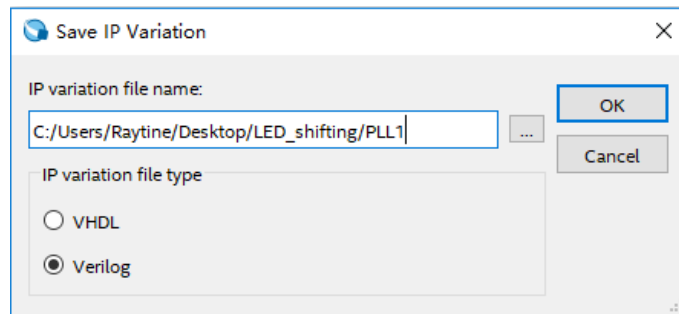 Save IP Variation
IP variation file name:
C:/Users/Raytine/Desktop/LED_shifting/PLL1
...
OK
Cancel
IP variation file type
VHDL
Verilog